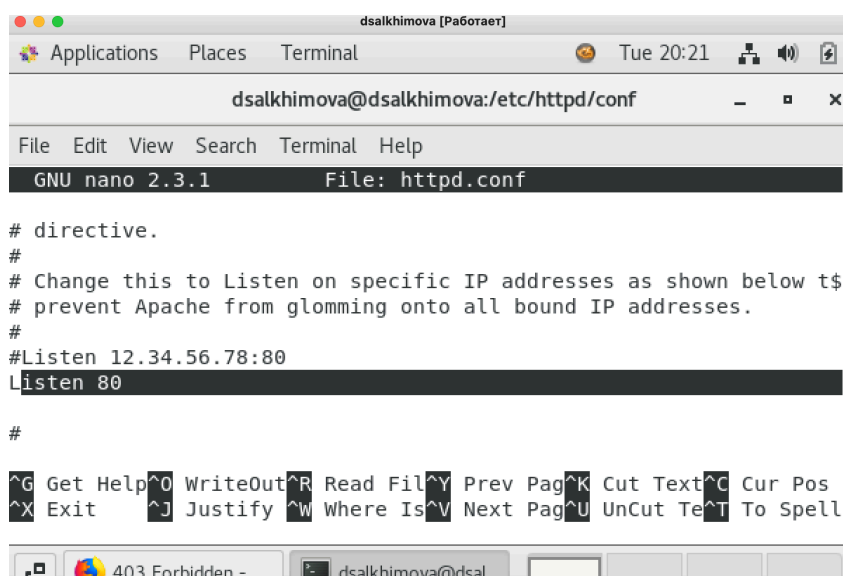 dsalkhimova [Работает]
Applications Places Terminal Tue 20:21
dsalkhimova@dsalkhimova:/etc/httpd/conf
File Edit View Search Terminal Help
GNU nano 2.3.1 File: httpd.conf
# directive.
#
# Change this to Listen on specific IP addresses as shown below t$
# prevent Apache from glomming onto all bound IP addresses.
#
#Listen 12.34.56.78:80
Listen 80
#
^G Get Help^O WriteOut^R Read Fil^Y Prev Pag^K Cut Text^C Cur Pos
^X Exit ^J Justify ^W Where Is^V Next Pag^U UnCut Te^T To Spell
403 Forbidden - dsalkhimova@dsal